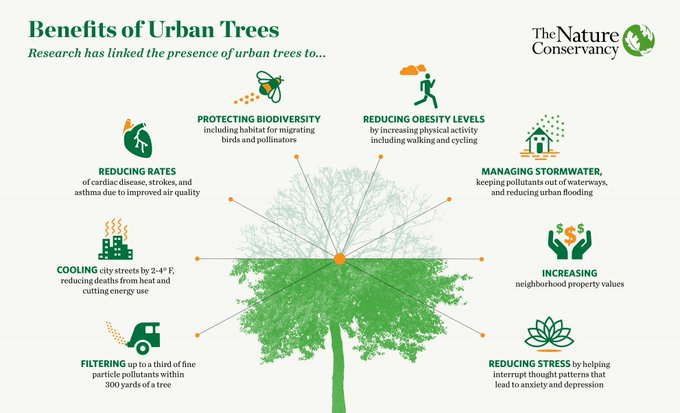 Benefits of Urban Trees
Research has linked the presence of urban trees to...
The Nature
Conservancy
PROTECTING BIODIVERSITY
including habitat for migrating
birds and pollinators
REDUCING OBESITY LEVELS
by increasing physical activity
including walking and cycling
REDUCING RATES
of cardiac disease, strokes, and
asthma due to improved air quality
MANAGING STORMWATER,
keeping pollutants out of waterways,
and reducing urban flooding
COOLING city streets by 2-4° F,
reducing deaths from heat and
cutting energy use
$ $ $
INCREASING
neighborhood property values
FILTERING up to a third of fine
particle pollutants within
300 yards of a tree
REDUCING STRESS by helping
interrupt thought patterns that
lead to anxiety and depression